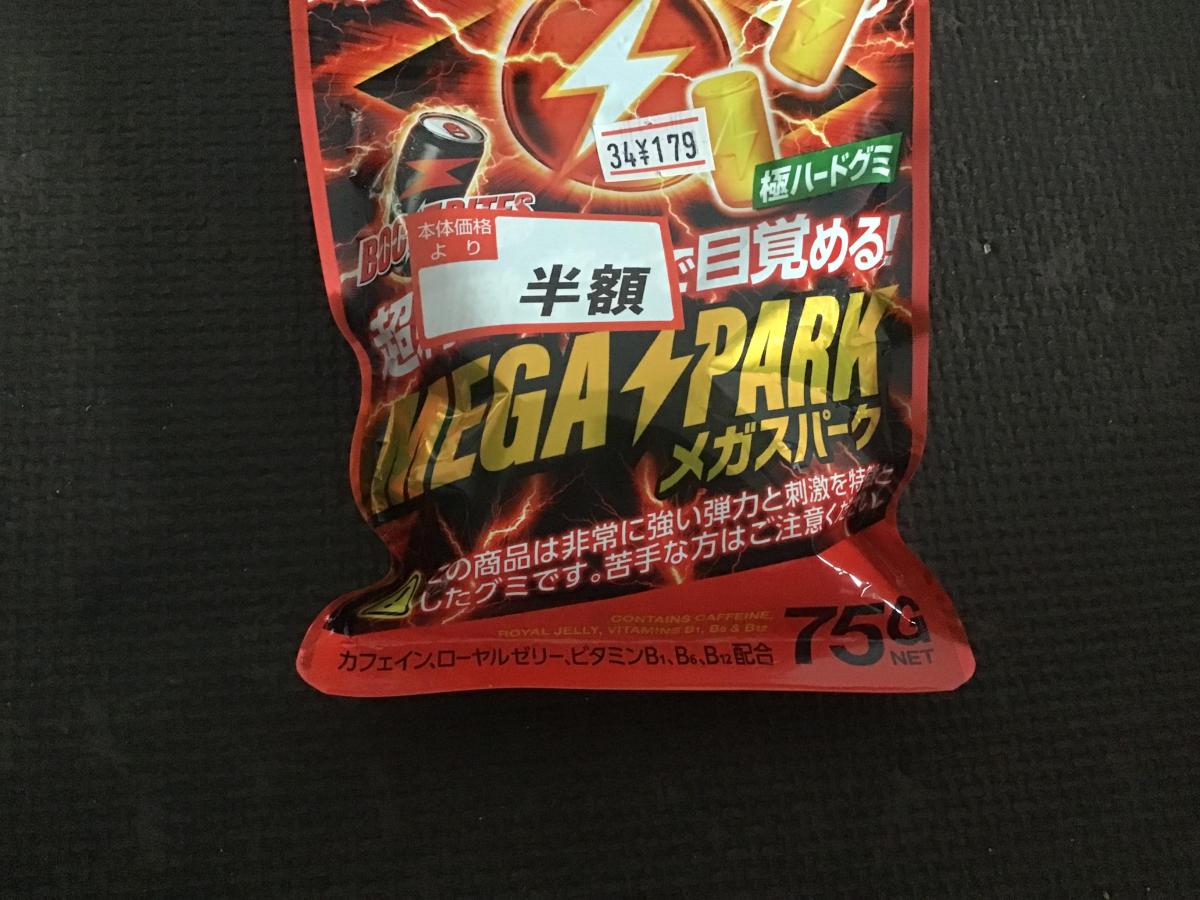 34¥179
極ハードグミ
本体価格
より
半額
で目覚める!
超
MEGA PARK
メガスパーク
この商品は非常に強い弾力と刺激を
したグミです。苦手な方はご注意ください。
CONTAINS CAFFEINE,
ROYAL JELLY, VITAMINS B1, B6 & B12
カフェイン、ローヤルゼリー、ビタミンB1、B6、B12配合
75G
NET